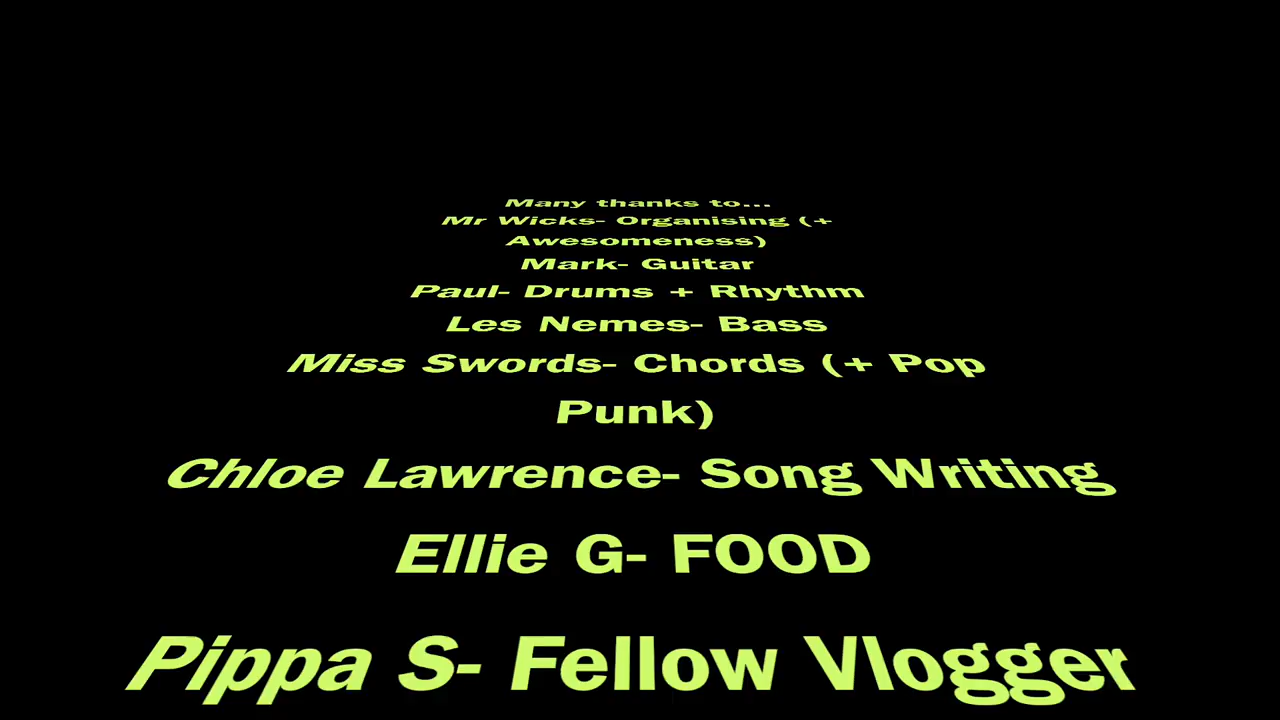 Many thanks to...
Mr Wicks- Organising (+
Awesomeness)
Mark- Guitar
Paul- Drums + Rhythm
Les Nemes- Bass
Miss Swords- Chords (+ Pop
Punk)
Chloe Lawrence- Song Writing
Ellie G- FOOD
Pippa S- Fellow Vlogger